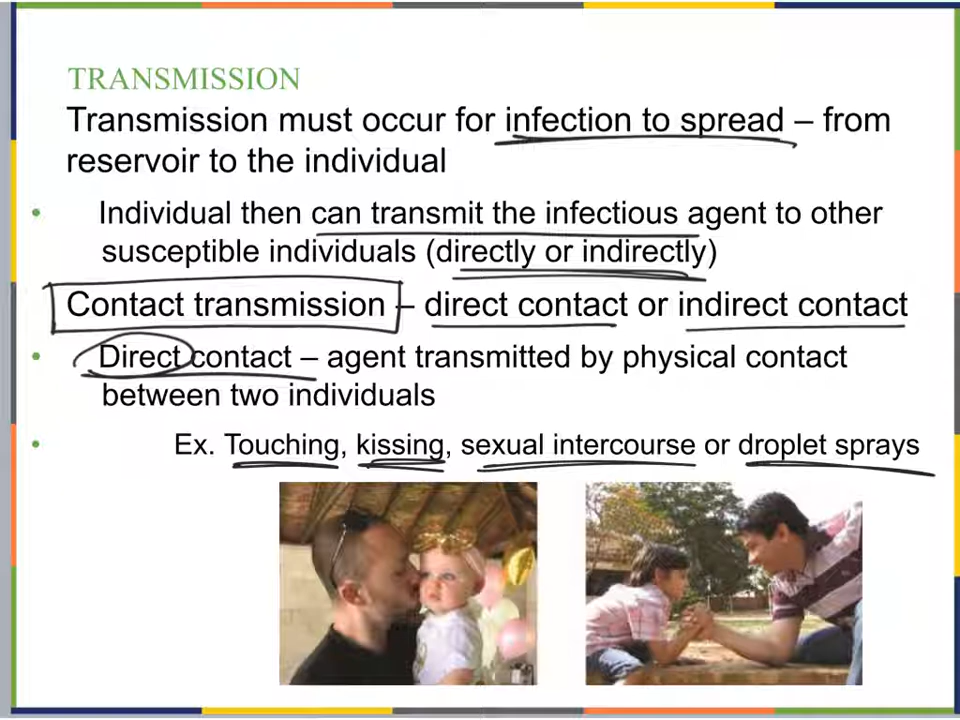 TRANSMISSION
Transmission must occur for infection to spread – from
reservoir to the individual
• Individual then can transmit the infectious agent to other
susceptible individuals (directly or indirectly)
Contact transmission – direct contact or indirect contact
• Direct contact – agent transmitted by physical contact
between two individuals
• Ex. Touching, kissing, sexual intercourse or droplet sprays